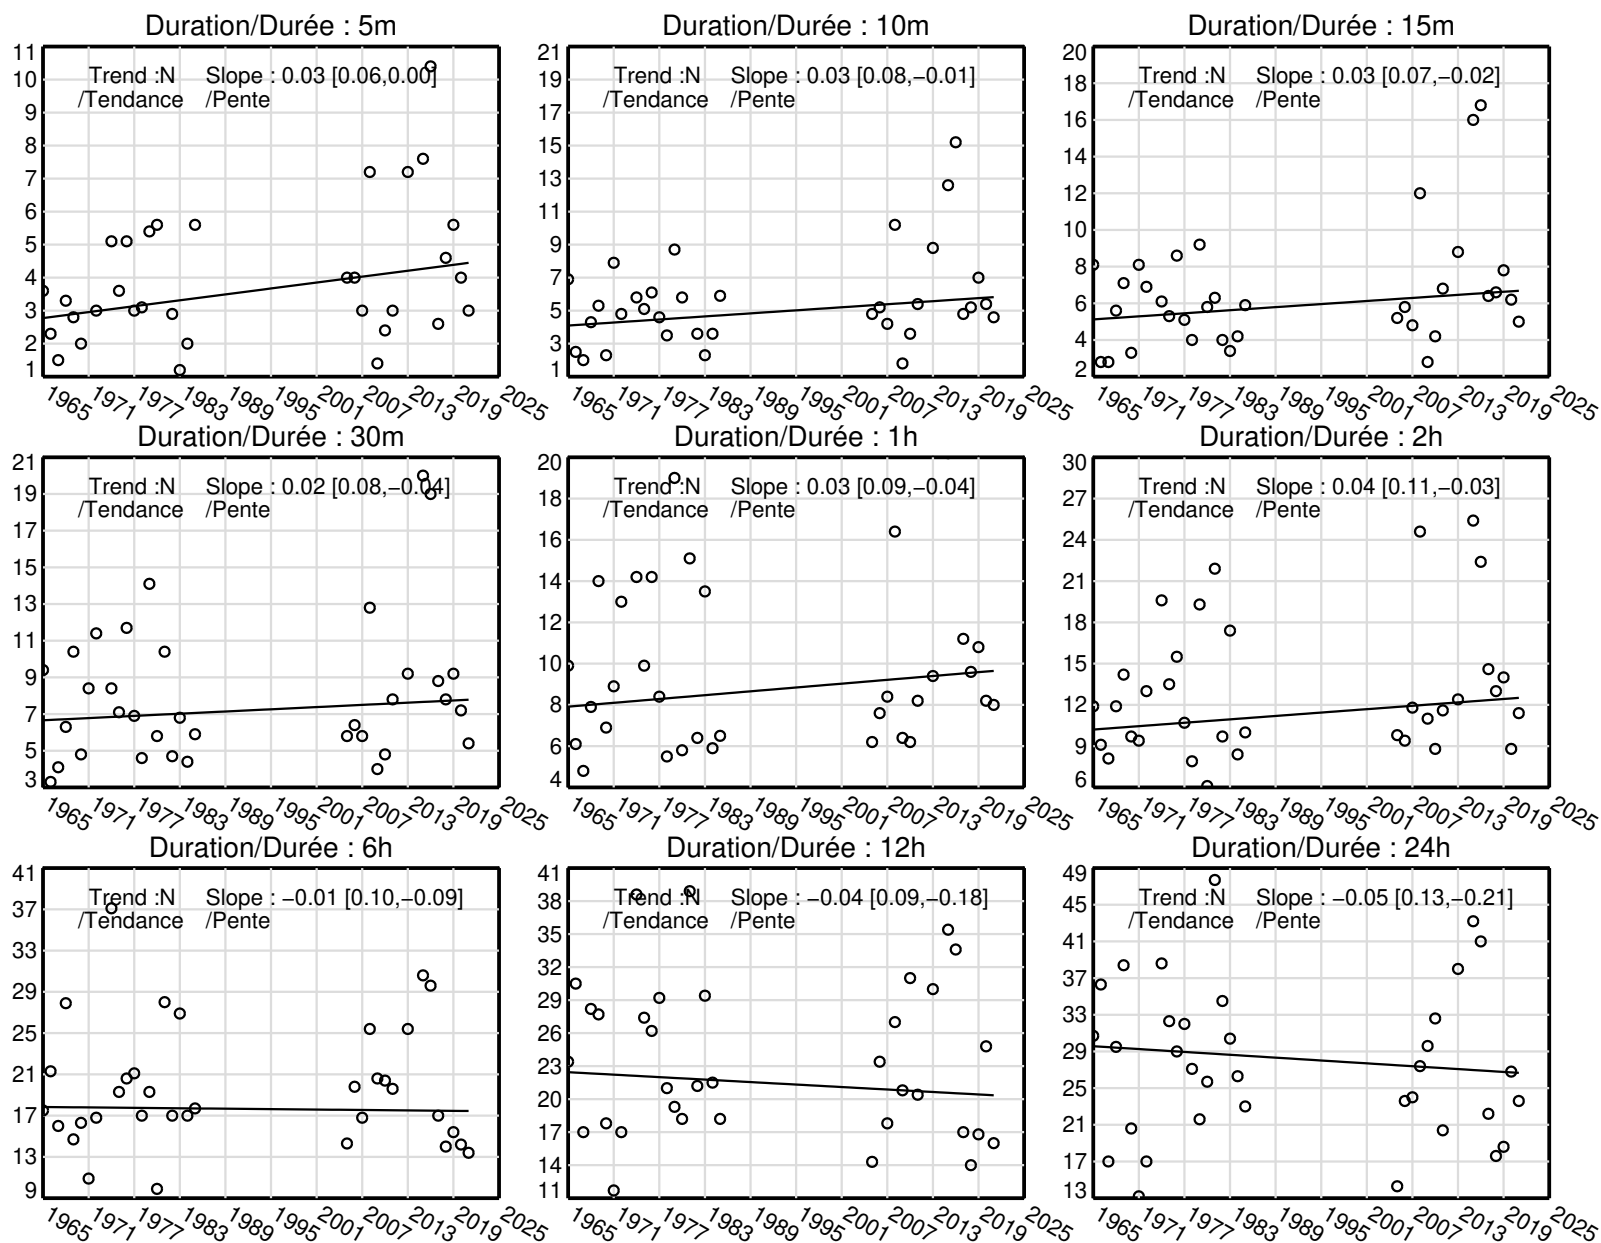 Duration/Durée : 5m
Trend :N Slope : 0.03 [0.06,0.00]
/Tendance /Pente
11
10
9
8
7
6
5
4
3
2
1
1965 1971 1977 1983 1989 1995 2001 2007 2013 2019 2025
Duration/Durée : 10m
Trend :N Slope : 0.03 [0.08,−0.01]
/Tendance /Pente
21
19
17
15
13
11
9
7
5
3
1
1965 1971 1977 1983 1989 1995 2001 2007 2013 2019 2025
Duration/Durée : 15m
Trend :N Slope : 0.03 [0.07,−0.02]
/Tendance /Pente
20
18
16
14
12
10
8
6
4
2
1965 1971 1977 1983 1989 1995 2001 2007 2013 2019 2025
Duration/Durée : 30m
Trend :N Slope : 0.02 [0.08,−0.04]
/Tendance /Pente
21
19
17
15
13
11
9
7
5
3
1965 1971 1977 1983 1989 1995 2001 2007 2013 2019 2025
Duration/Durée : 1h
Trend :N Slope : 0.03 [0.09,−0.04]
/Tendance /Pente
20
18
16
14
12
10
8
6
4
1965 1971 1977 1983 1989 1995 2001 2007 2013 2019 2025
Duration/Durée : 2h
Trend :N Slope : 0.04 [0.11,−0.03]
/Tendance /Pente
30
27
24
21
18
15
12
9
6
1965 1971 1977 1983 1989 1995 2001 2007 2013 2019 2025
Duration/Durée : 6h
Trend :N Slope : −0.01 [0.10,−0.09]
/Tendance /Pente
41
37
33
29
25
21
17
13
9
1965 1971 1977 1983 1989 1995 2001 2007 2013 2019 2025
Duration/Durée : 12h
Trend :N Slope : −0.04 [0.09,−0.18]
/Tendance /Pente
41
38
35
32
29
26
23
20
17
14
11
1965 1971 1977 1983 1989 1995 2001 2007 2013 2019 2025
Duration/Durée : 24h
Trend :N Slope : −0.05 [0.13,−0.21]
/Tendance /Pente
49
45
41
37
33
29
25
21
17
13
1965 1971 1977 1983 1989 1995 2001 2007 2013 2019 2025